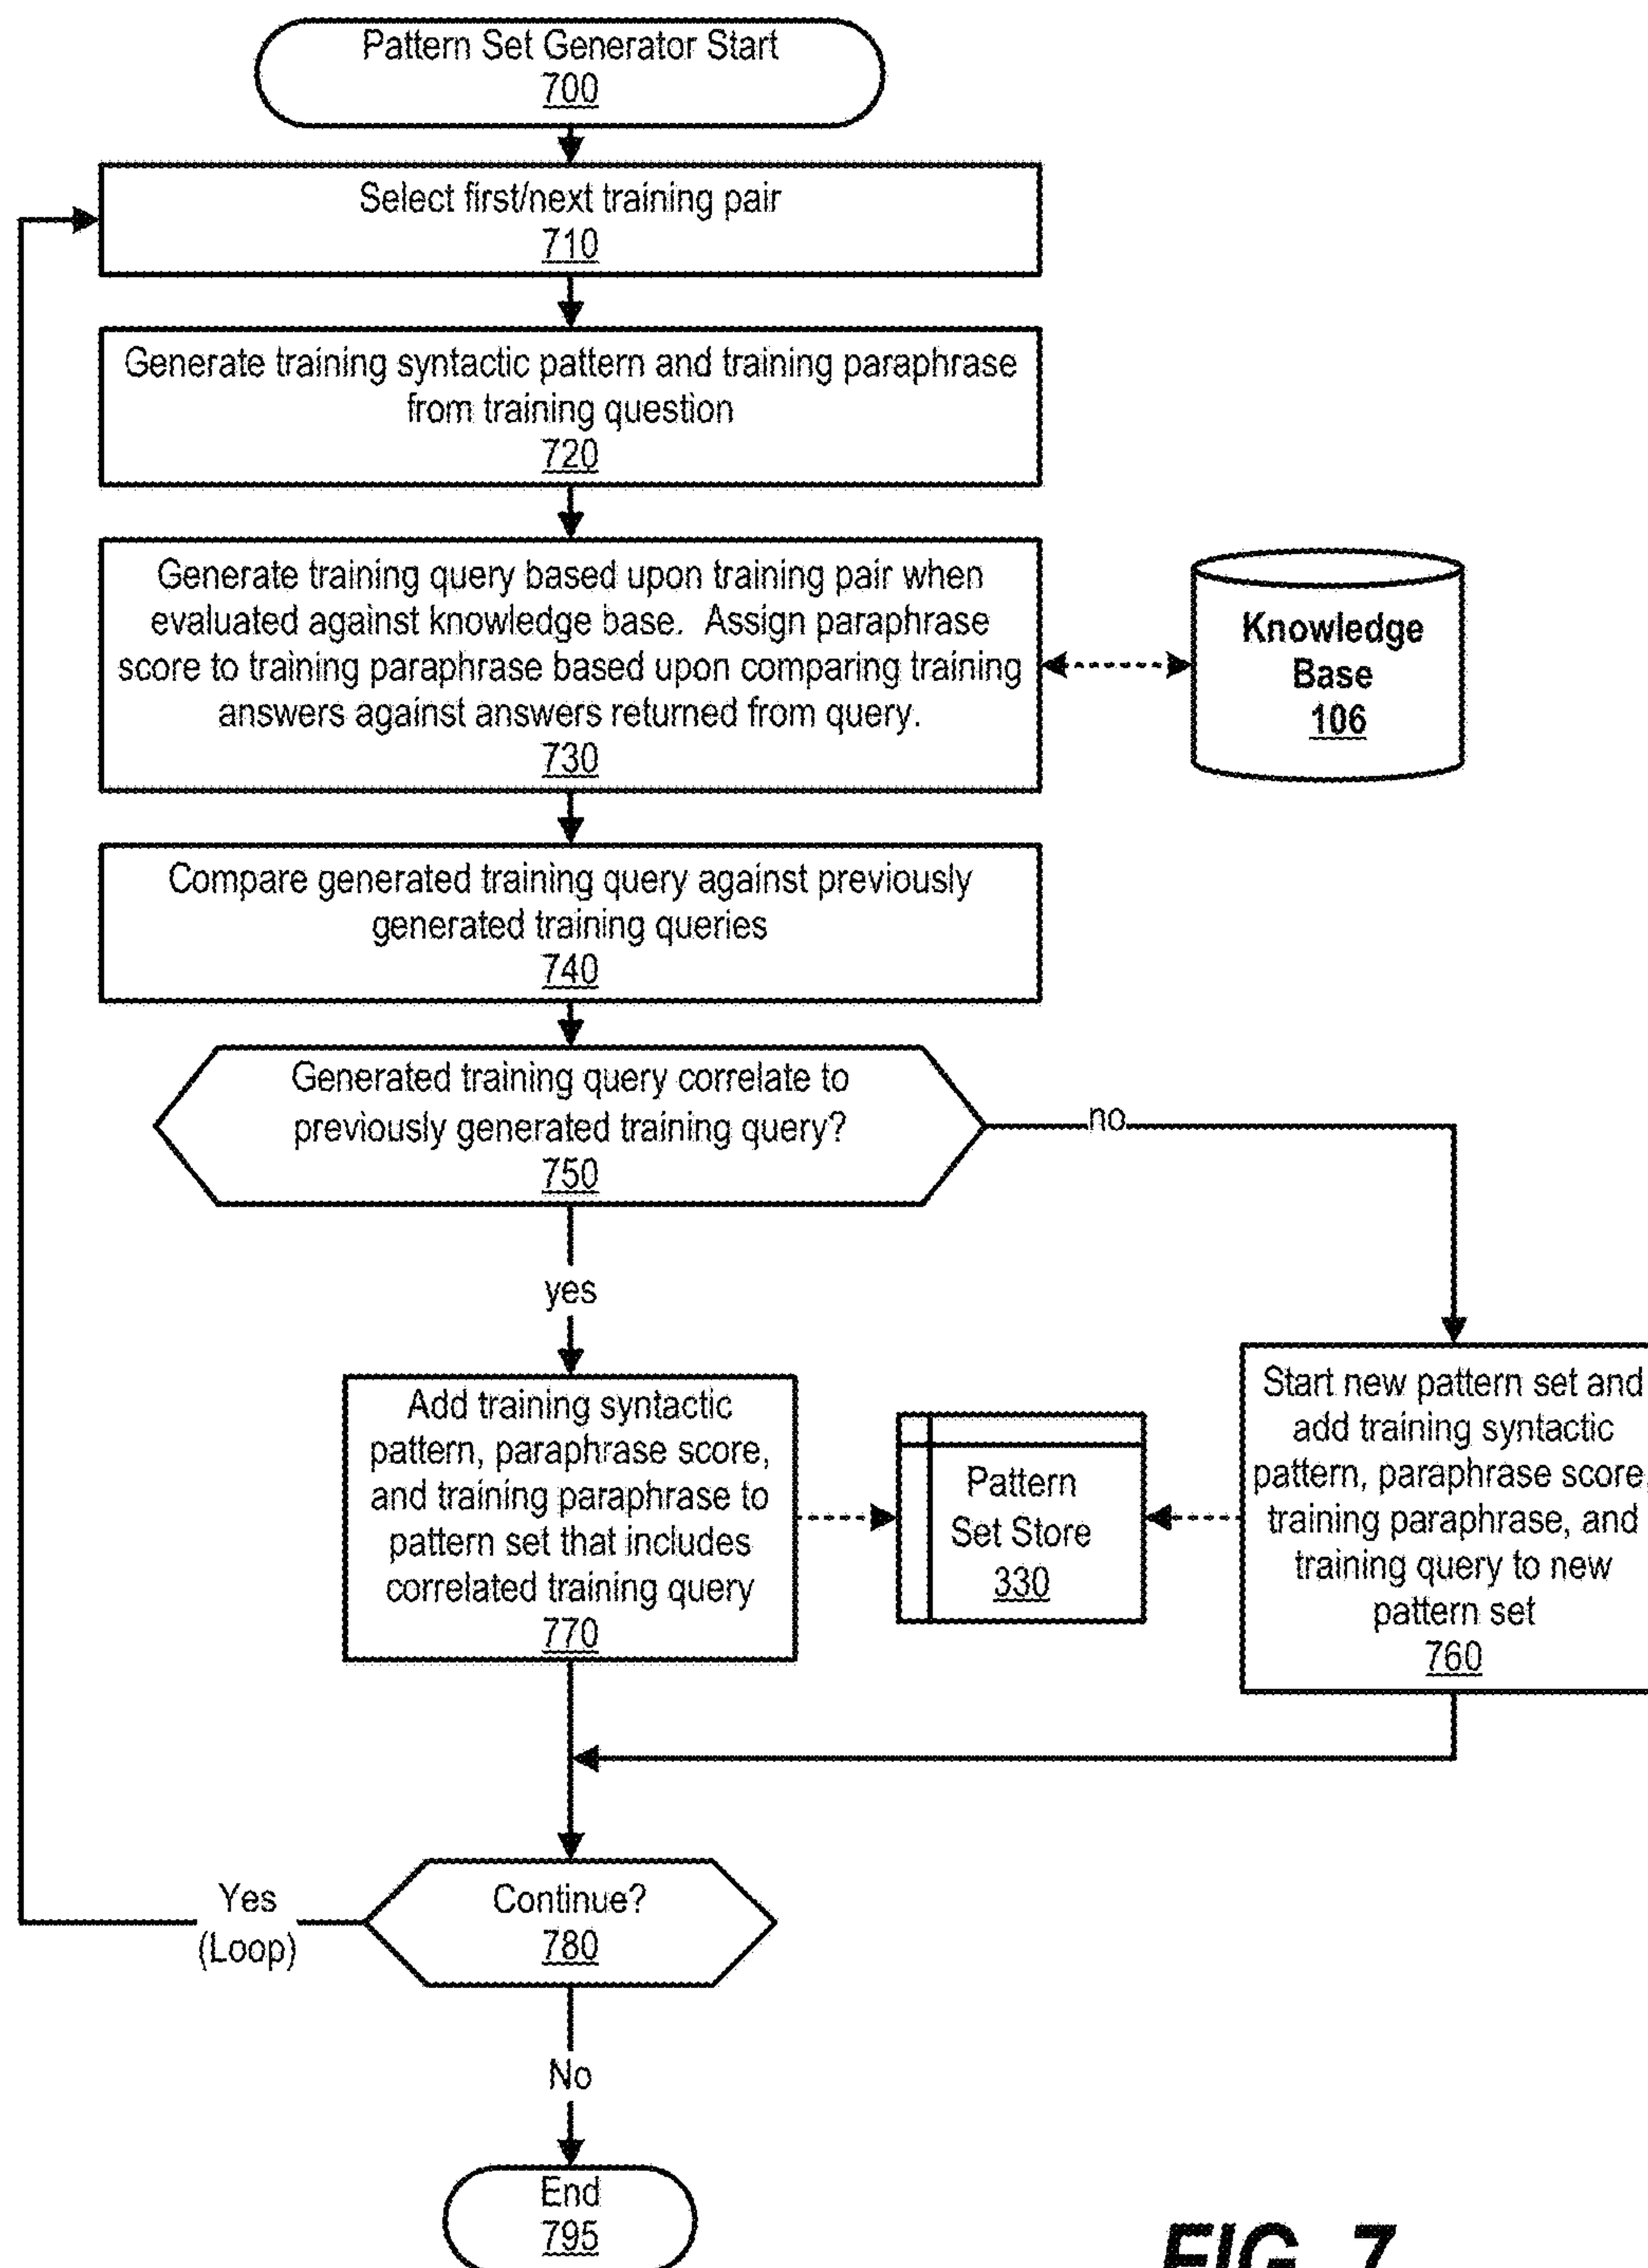 Pattern Set Generator Start
700
Select first/next training pair
710
Generate training syntactic pattern and training paraphrase
from training question
720
Generate training query based upon training pair when
evaluated against knowledge base. Assign paraphrase
score to training paraphrase based upon comparing training
answers against answers returned from query.
730
Knowledge
Base
106
Compare generated training query against previously
generated training queries
740
Generated training query correlate to
previously generated training query?
750
no
yes
Add training syntactic
pattern, paraphrase score,
and training paraphrase to
pattern set that includes
correlated training query
770
Pattern
Set Store
330
Start new pattern set and
add training syntactic
pattern, paraphrase score,
training paraphrase, and
training query to new
pattern set
760
Continue?
780
Yes
(Loop)
No
End
795
FIG. 7